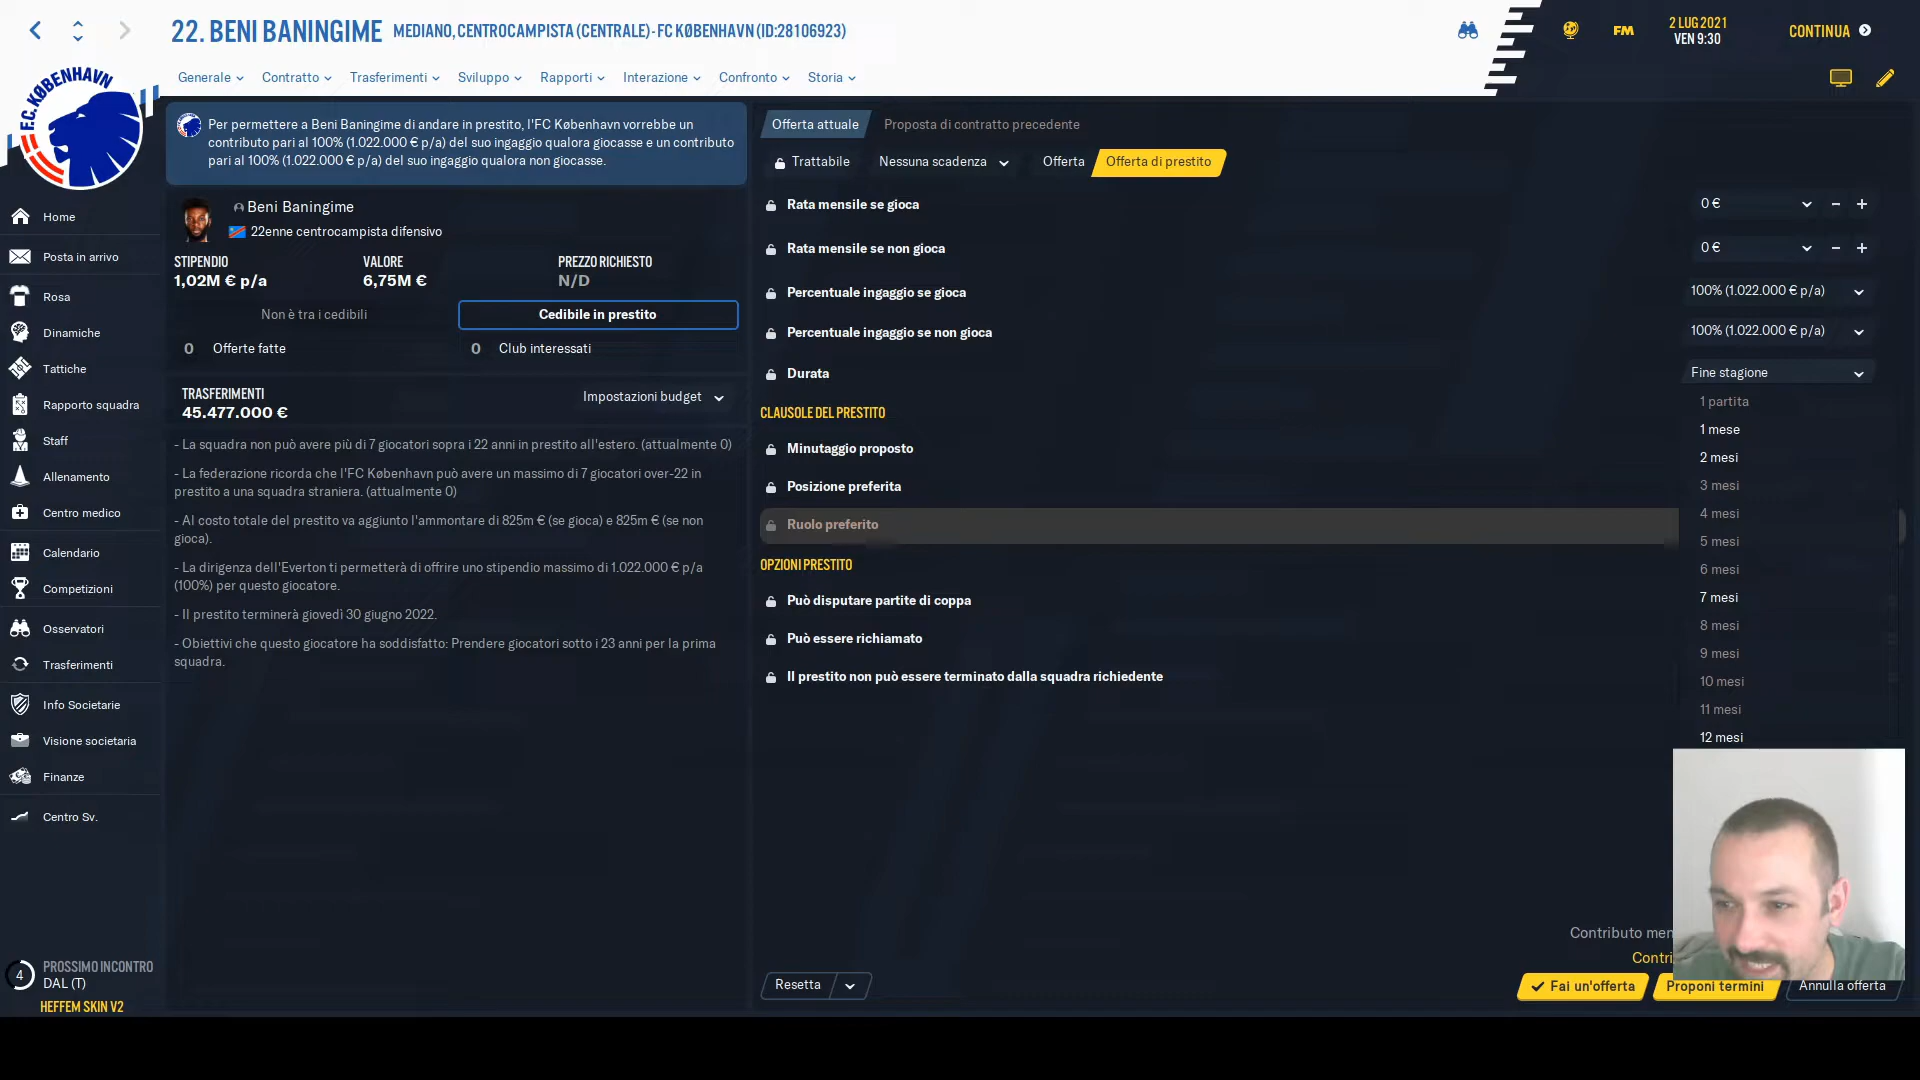 22. BENI BANINGIME MEDIANO, CENTROCAMPISTA (CENTRALE) - FC KØBENHAVN (ID:28106923)
FM
2 LUG 2021
VEN 9:30
CONTINUA
Generale Contratto Trasferimenti Sviluppo Rapporti Interazione Confronto Storia
F.C. KØBENHAVN
Per permettere a Beni Baningime di andare in prestito, l'FC København vorrebbe un
contributo pari al 100% (1.022.000 € p/a) del suo ingaggio qualora giocasse e un contributo
pari al 100% (1.022.000 € p/a) del suo ingaggio qualora non giocasse.
Beni Baningime
22enne centrocampista difensivo
STIPENDIO VALORE PREZZO RICHIESTO
1,02M € p/a 6,75M € N/D
Non è tra i cedibili Cedibile in prestito
0 Offerte fatte 0 Club interessati
TRASFERIMENTI
45.477.000 €
Impostazioni budget
- La squadra non può avere più di 7 giocatori sopra i 22 anni in prestito all'estero. (attualmente 0)
- La federazione ricorda che l'FC København può avere un massimo di 7 giocatori over-22 in
prestito a una squadra straniera. (attualmente 0)
- Al costo totale del prestito va aggiunto l'ammontare di 825m € (se gioca) e 825m € (se non
gioca).
- La dirigenza dell'Everton ti permetterà di offrire uno stipendio massimo di 1.022.000 € p/a
(100%) per questo giocatore.
- Il prestito terminerà giovedì 30 giugno 2022.
- Obiettivi che questo giocatore ha soddisfatto: Prendere giocatori sotto i 23 anni per la prima
squadra.
Home
Posta in arrivo
Rosa
Dinamiche
Tattiche
Rapporto squadra
Staff
Allenamento
Centro medico
Calendario
Competizioni
Osservatori
Trasferimenti
Info Societarie
Visione societaria
Finanze
Centro Sv.
4
PROSSIMO INCONTRO
DAL (T)
HEFFEM SKIN V2
Offerta attuale Proposta di contratto precedente
Trattabile Nessuna scadenza Offerta Offerta di prestito
Rata mensile se gioca 0 €
Rata mensile se non gioca 0 €
Percentuale ingaggio se gioca 100% (1.022.000 € p/a)
Percentuale ingaggio se non gioca 100% (1.022.000 € p/a)
Durata Fine stagione
CLAUSOLE DEL PRESTITO
Minutaggio proposto
Posizione preferita
Ruolo preferito
OPZIONI PRESTITO
Può disputare partite di coppa
Può essere richiamato
Il prestito non può essere terminato dalla squadra richiedente
1 partita
1 mese
2 mesi
3 mesi
4 mesi
5 mesi
6 mesi
7 mesi
8 mesi
9 mesi
10 mesi
11 mesi
12 mesi
Contributo men
Contri
Resetta
Fai un'offerta Proponi termini Annulla offerta